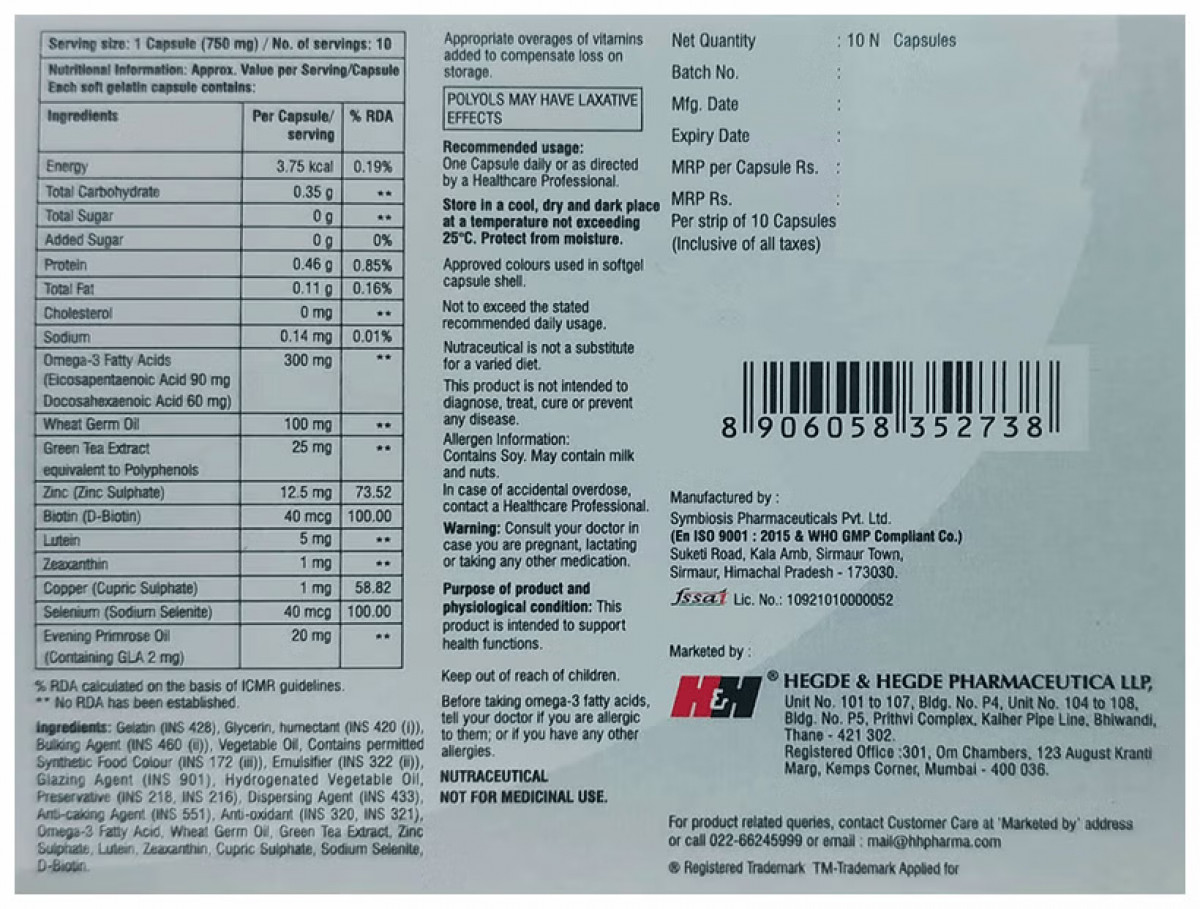 Serving size: 1 Capsule (750 mg) / No. of servings: 10
Nutritional Information: Approx. Value per Serving/Capsule
Each soft gelatin capsule contains:
Ingredients Per Capsule/ serving % RDA
Energy 3.75 kcal 0.19%
Total Carbohydrate 0.35 g **
Total Sugar 0 g **
Added Sugar 0 g 0%
Protein 0.46 g 0.85%
Total Fat 0.11 g 0.16%
Cholesterol 0 mg **
Sodium 0.14 mg 0.01%
Omega-3 Fatty Acids 300 mg **
(Eicosapentaenoic Acid 90 mg
Docosahexaenoic Acid 60 mg)
Wheat Germ Oil 100 mg **
Green Tea Extract 25 mg **
equivalent to Polyphenols
Zinc (Zinc Sulphate) 12.5 mg 73.52
Biotin (D-Biotin) 40 mcg 100.00
Lutein 5 mg **
Zeaxanthin 1 mg **
Copper (Cupric Sulphate) 1 mg 58.82
Selenium (Sodium Selenite) 40 mcg 100.00
Evening Primrose Oil 20 mg **
(Containing GLA 2 mg)
% RDA calculated on the basis of ICMR guidelines.
** No RDA has been established.
Ingredients: Gelatin (INS 428), Glycerin, humectant (INS 420 (i)),
Bulking Agent (INS 460 (ii)), Vegetable Oil, Contains permitted
Synthetic Food Colour (INS 172 (iii)), Emulsifier (INS 322 (ii)),
Glazing Agent (INS 901), Hydrogenated Vegetable Oil,
Preservative (INS 218, INS 216), Dispersing Agent (INS 433),
Anti-caking Agent (INS 551), Anti-oxidant (INS 320, INS 321),
Omega-3 Fatty Acid, Wheat Germ Oil, Green Tea Extract, Zinc
Sulphate, Lutein, Zeaxanthin, Cupric Sulphate, Sodium Selenite,
D-Biotin.
Appropriate overages of vitamins
added to compensate loss on
storage.
POLYOLS MAY HAVE LAXATIVE
EFFECTS
Recommended usage:
One Capsule daily or as directed
by a Healthcare Professional.
Store in a cool, dry and dark place
at a temperature not exceeding
25°C. Protect from moisture.
Approved colours used in softgel
capsule shell.
Not to exceed the stated
recommended daily usage.
Nutraceutical is not a substitute
for a varied diet.
This product is not intended to
diagnose, treat, cure or prevent
any disease.
Allergen Information:
Contains Soy. May contain milk
and nuts.
In case of accidental overdose,
contact a Healthcare Professional.
Warning: Consult your doctor in
case you are pregnant, lactating
or taking any other medication.
Purpose of product and
physiological condition: This
product is intended to support
health functions.
Keep out of reach of children.
Before taking omega-3 fatty acids,
tell your doctor if you are allergic
to them; or if you have any other
allergies.
NUTRACEUTICAL
NOT FOR MEDICINAL USE.
Net Quantity : 10 N Capsules
Batch No. :
Mfg. Date :
Expiry Date :
MRP per Capsule Rs. :
MRP Rs. :
Per strip of 10 Capsules
(Inclusive of all taxes)
8 906058 352738
Manufactured by :
Symbiosis Pharmaceuticals Pvt. Ltd.
(En ISO 9001 : 2015 & WHO GMP Compliant Co.)
Suketi Road, Kala Amb, Sirmaur Town,
Sirmaur, Himachal Pradesh - 173030.
fssai Lic. No.: 10921010000052
Marketed by :
H&H ® HEGDE & HEGDE PHARMACEUTICA LLP,
Unit No. 101 to 107, Bldg. No. P4, Unit No. 104 to 108,
Bldg. No. P5, Prithvi Complex, Kalher Pipe Line, Bhiwandi,
Thane - 421 302.
Registered Office :301, Om Chambers, 123 August Kranti
Marg, Kemps Corner, Mumbai - 400 036.
For product related queries, contact Customer Care at 'Marketed by' address
or call 022-66245999 or email : mail@hhpharma.com
® Registered Trademark TM-Trademark Applied for